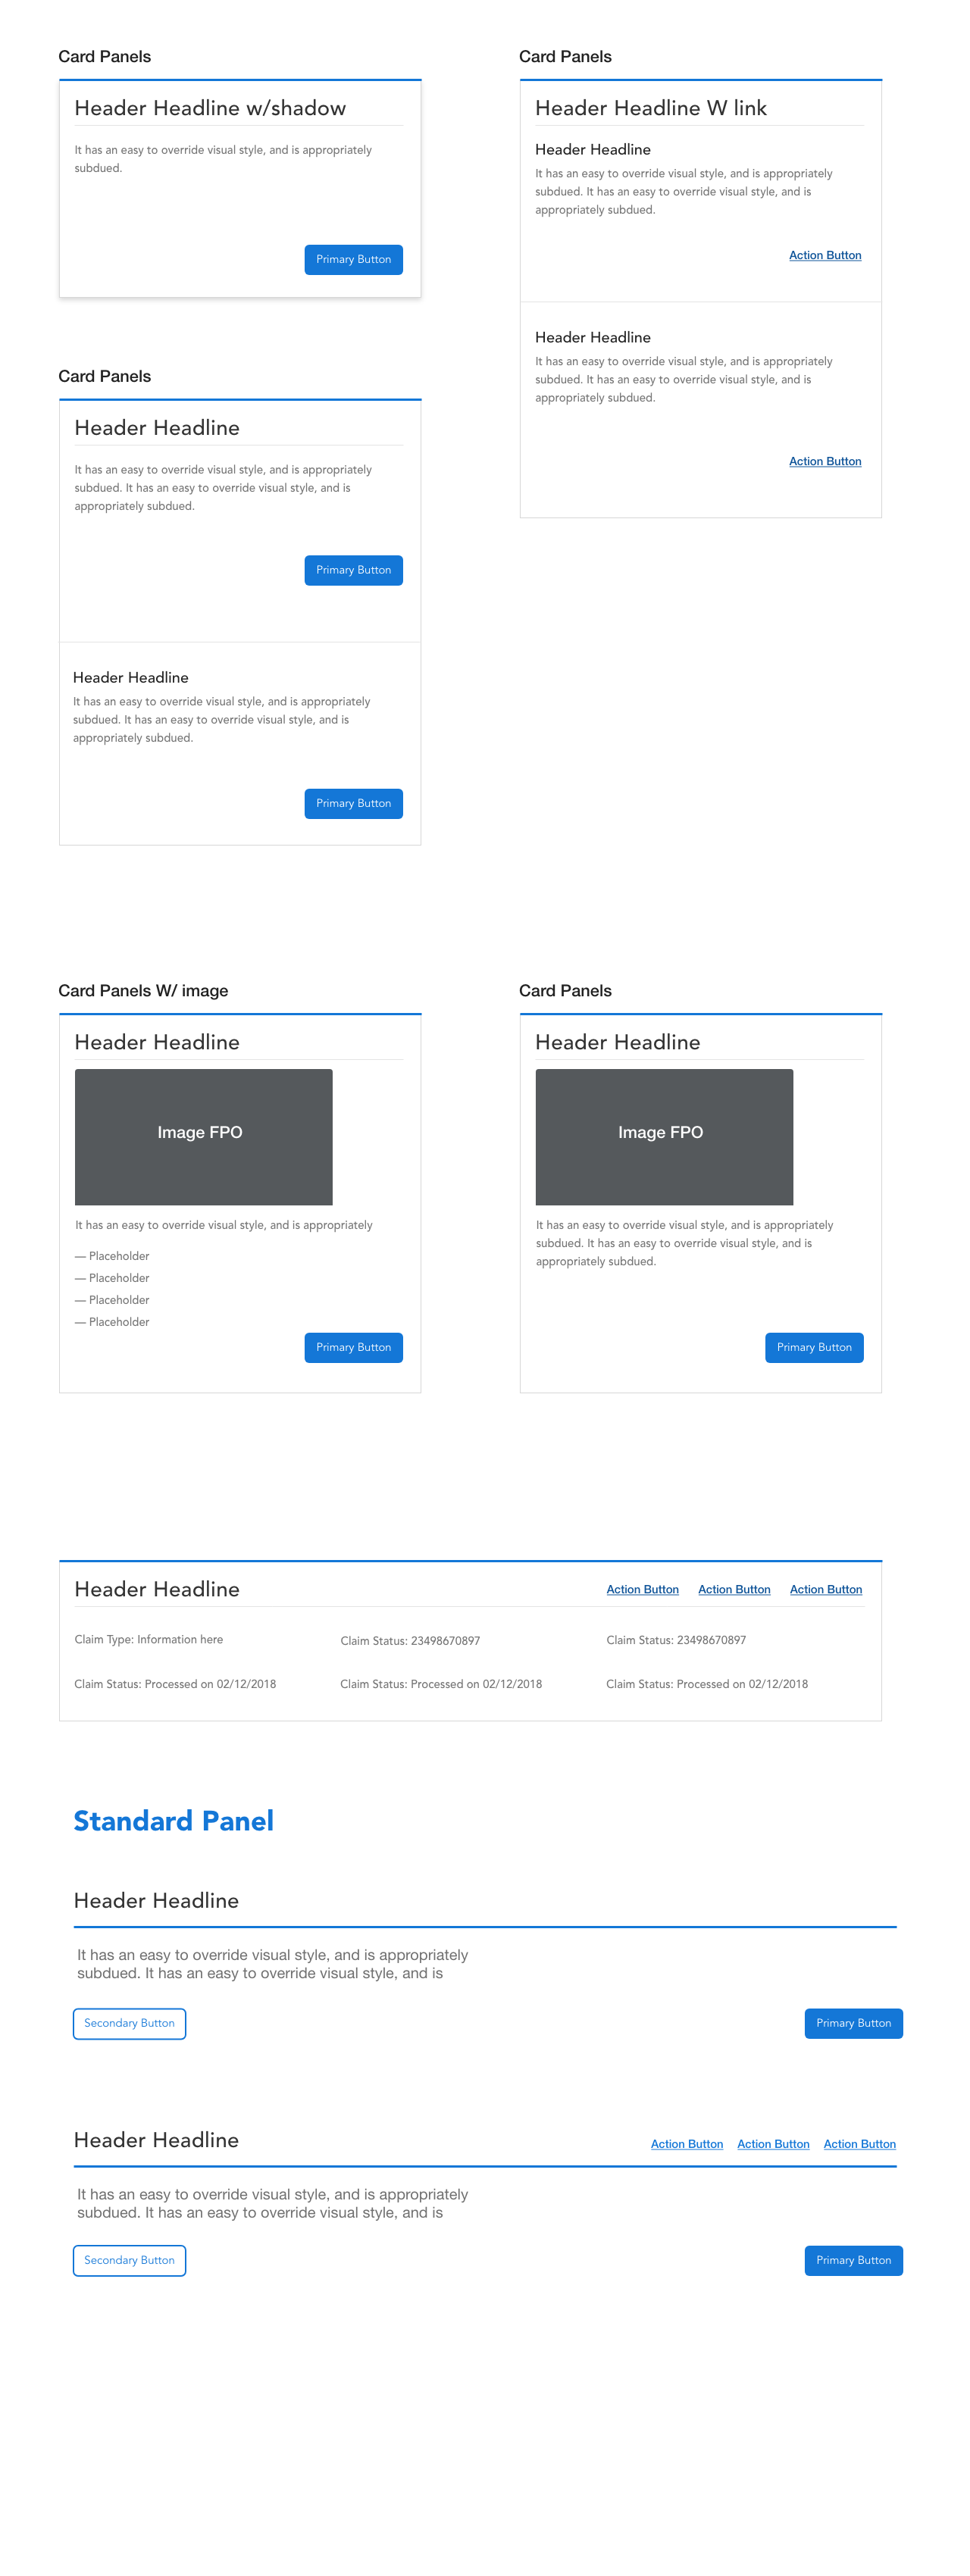 Card Panels
Header Headline w/shadow
It has an easy to override visual style, and is appropriately
subdued.
Primary Button
Card Panels
Header Headline W link
Header Headline
It has an easy to override visual style, and is appropriately
subdued. It has an easy to override visual style, and is
appropriately subdued.
Action Button
Header Headline
It has an easy to override visual style, and is appropriately
subdued. It has an easy to override visual style, and is
appropriately subdued.
Action Button
Card Panels
Header Headline
It has an easy to override visual style, and is appropriately
subdued. It has an easy to override visual style, and is
appropriately subdued.
Primary Button
Header Headline
It has an easy to override visual style, and is appropriately
subdued. It has an easy to override visual style, and is
appropriately subdued.
Primary Button
Card Panels W/ image
Header Headline
Image FPO
It has an easy to override visual style, and is appropriately
— Placeholder
— Placeholder
— Placeholder
— Placeholder
Primary Button
Card Panels
Header Headline
Image FPO
It has an easy to override visual style, and is appropriately
subdued. It has an easy to override visual style, and is
appropriately subdued.
Primary Button
Header Headline
Action Button Action Button Action Button
Claim Type: Information here
Claim Status: 23498670897
Claim Status: 23498670897
Claim Status: Processed on 02/12/2018
Claim Status: Processed on 02/12/2018
Claim Status: Processed on 02/12/2018
Standard Panel
Header Headline
It has an easy to override visual style, and is appropriately
subdued. It has an easy to override visual style, and is
Secondary Button
Primary Button
Header Headline
Action Button Action Button Action Button
It has an easy to override visual style, and is appropriately
subdued. It has an easy to override visual style, and is
Secondary Button
Primary Button